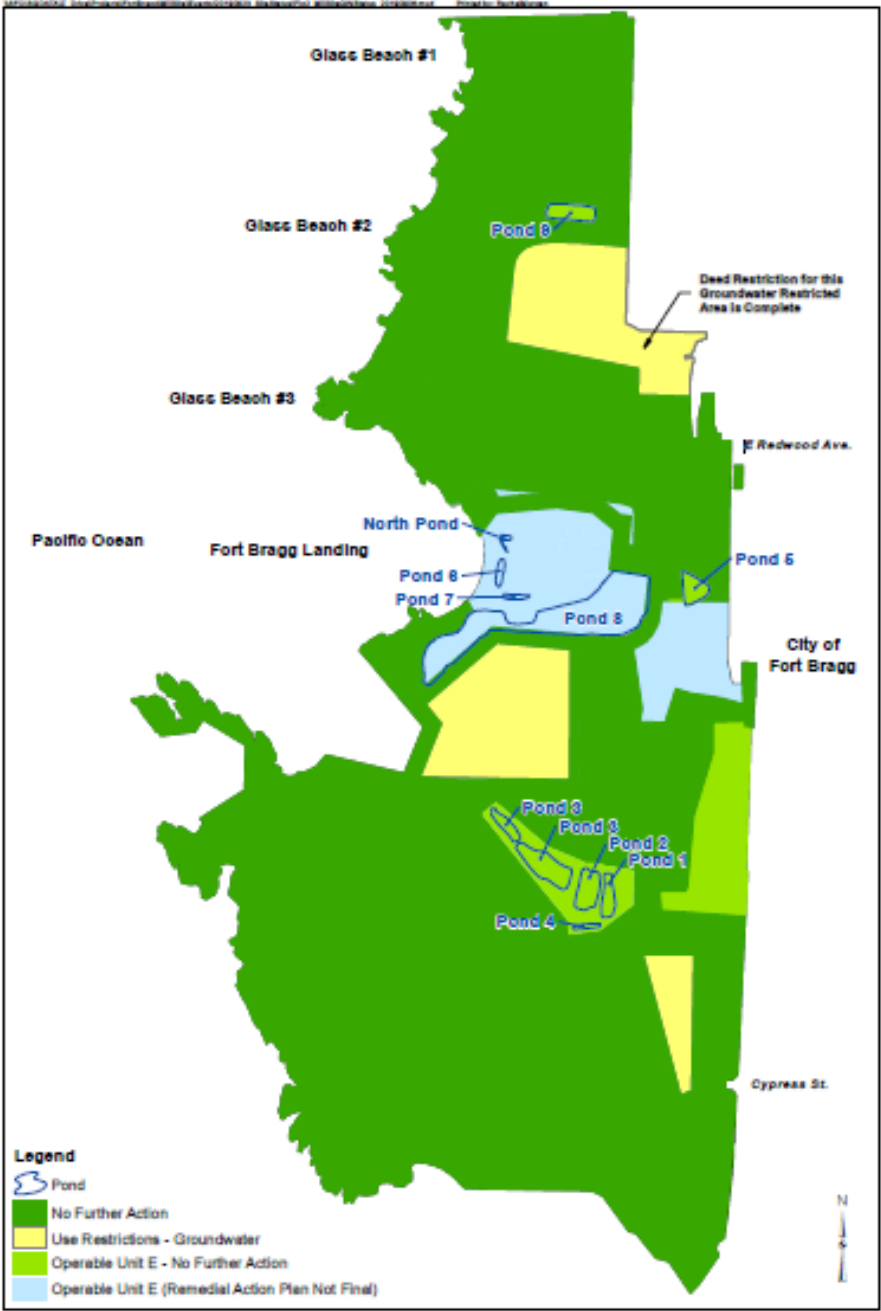 Glass Beach #1
Glass Beach #2
Pond 9
Deed Restriction for this
Groundwater Restricted
Area is Complete
Glass Beach #3
E Redwood Ave.
North Pond
Pacific Ocean
Fort Bragg Landing
Pond 5
Pond 6
Pond 7
Pond 8
City of
Fort Bragg
Pond 3
Pond 3
Pond 2
Pond 1
Pond 4
Cypress St.
Legend
Pond
No Further Action
Use Restrictions - Groundwater
Operable Unit E - No Further Action
Operable Unit E (Remedial Action Plan Not Final)
N